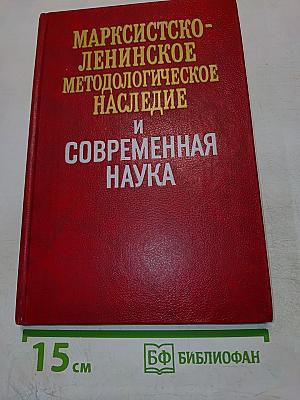 МАРКСИСТСКО-
ЛЕНИНСКОЕ
МЕТОДОЛОГИЧЕСКОЕ
НАСЛЕДИЕ
И
СОВРЕМЕННАЯ
НАУКА
15 см
БФ БИБЛИОФАН